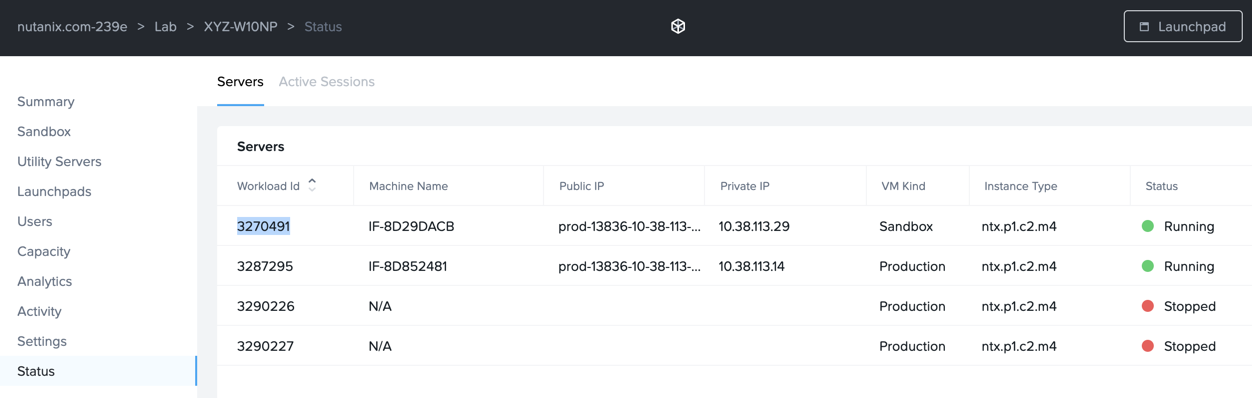 nutanix.com-239e > Lab > XYZ-W10NP > Status
Launchpad
Servers Active Sessions
Summary
Sandbox
Utility Servers
Launchpads
Users
Capacity
Analytics
Activity
Settings
Status
Servers
Workload Id Machine Name Public IP Private IP VM Kind Instance Type Status
3270491 IF-8D29DACB prod-13836-10-38-113-... 10.38.113.29 Sandbox ntx.p1.c2.m4 Running
3287295 IF-8D852481 prod-13836-10-38-113-... 10.38.113.14 Production ntx.p1.c2.m4 Running
3290226 N/A Production ntx.p1.c2.m4 Stopped
3290227 N/A Production ntx.p1.c2.m4 Stopped